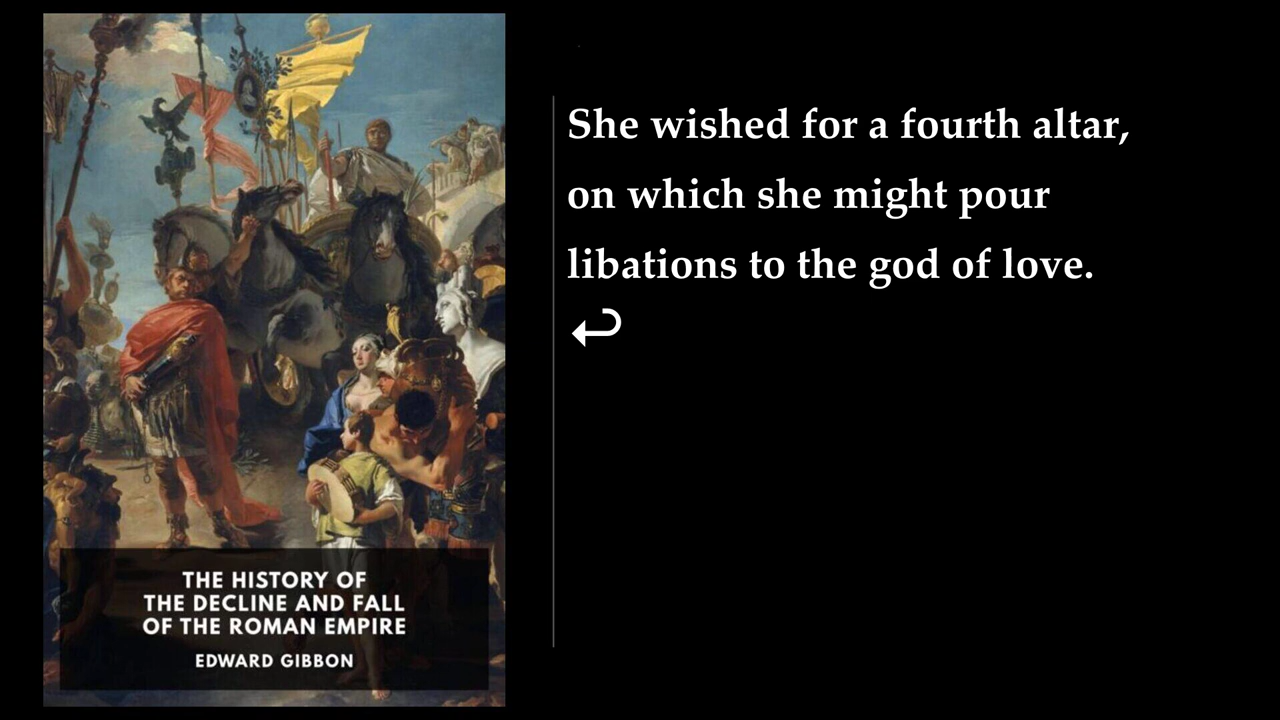 THE HISTORY OF
THE DECLINE AND FALL
OF THE ROMAN EMPIRE
EDWARD GIBBON
She wished for a fourth altar,
on which she might pour
libations to the god of love.
↩